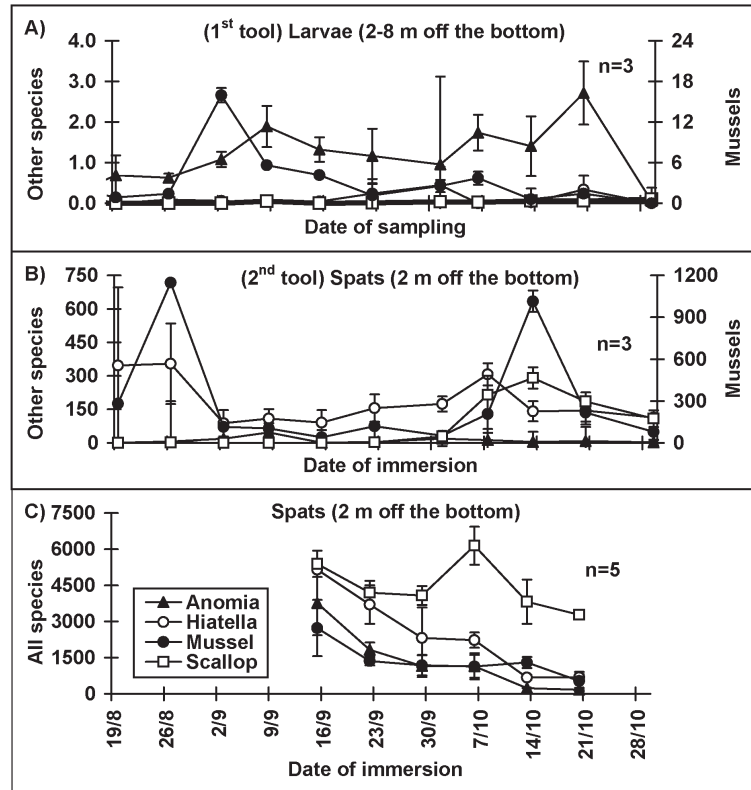 A)
(1st tool) Larvae (2-8 m off the bottom)
n=3
4.0
3.0
2.0
1.0
0.0
Other species
24
18
12
6
0
Mussels
Date of sampling
B)
(2nd tool) Spats (2 m off the bottom)
n=3
750
600
450
300
150
0
Other species
1200
900
600
300
0
Mussels
Date of immersion
C)
Spats (2 m off the bottom)
n=5
7500
6000
4500
3000
1500
0
All species
Anomia
Hiatella
Mussel
Scallop
19/8
26/8
2/9
9/9
16/9
23/9
30/9
7/10
14/10
21/10
28/10
Date of immersion